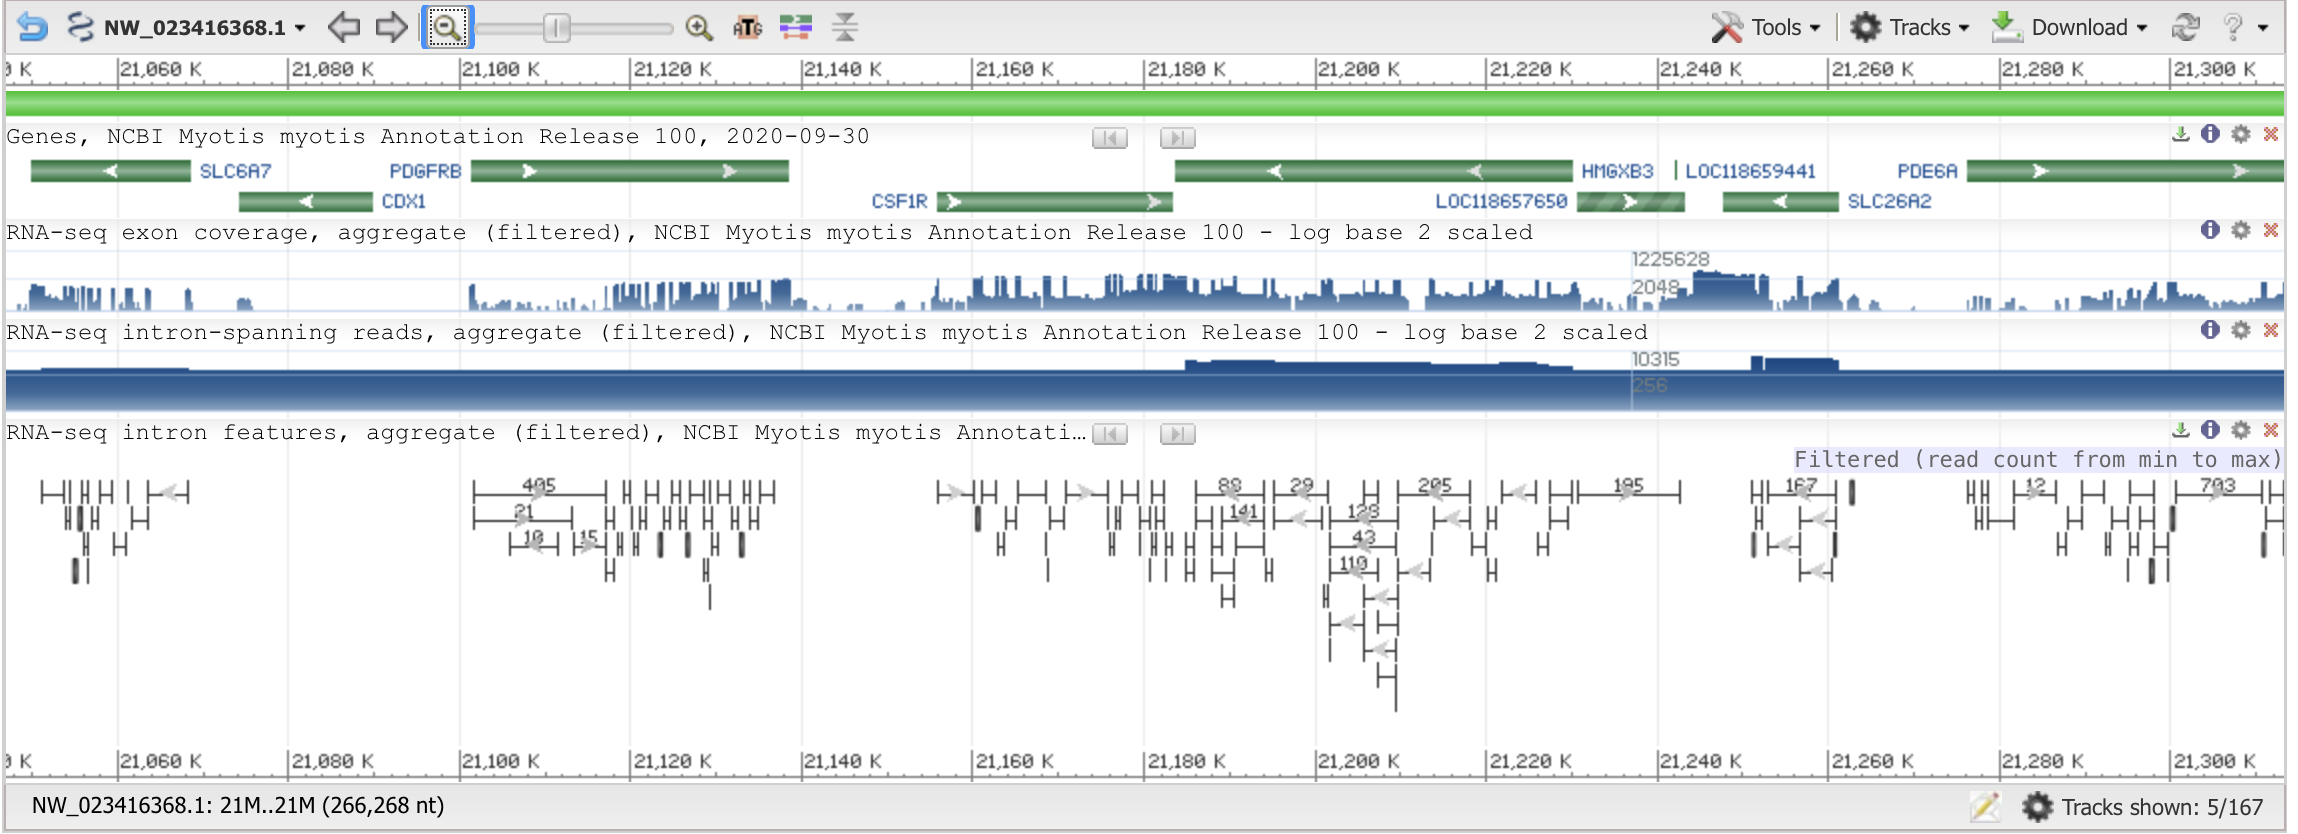 NW_023416368.1 Tools Tracks Download ?
0 K 21,060 K 21,080 K 21,100 K 21,120 K 21,140 K 21,160 K 21,180 K 21,200 K 21,220 K 21,240 K 21,260 K 21,280 K 21,300 K
Genes, NCBI Myotis myotis Annotation Release 100, 2020-09-30
SLC6A7 PDGFRB HMGXB3 LOC118659441 PDE6A
CDX1 CSF1R LOC118657650 SLC26A2
RNA-seq exon coverage, aggregate (filtered), NCBI Myotis myotis Annotation Release 100 - log base 2 scaled
1225628
2048
RNA-seq intron-spanning reads, aggregate (filtered), NCBI Myotis myotis Annotation Release 100 - log base 2 scaled
10315
256
RNA-seq intron features, aggregate (filtered), NCBI Myotis myotis Annotati...
Filtered (read count from min to max)
405 29 205 167 12 703
21 141
15 43
110
0 K 21,060 K 21,080 K 21,100 K 21,120 K 21,140 K 21,160 K 21,180 K 21,200 K 21,220 K 21,240 K 21,260 K 21,280 K 21,300 K
NW_023416368.1: 21M..21M (266,268 nt) Tracks shown: 5/167